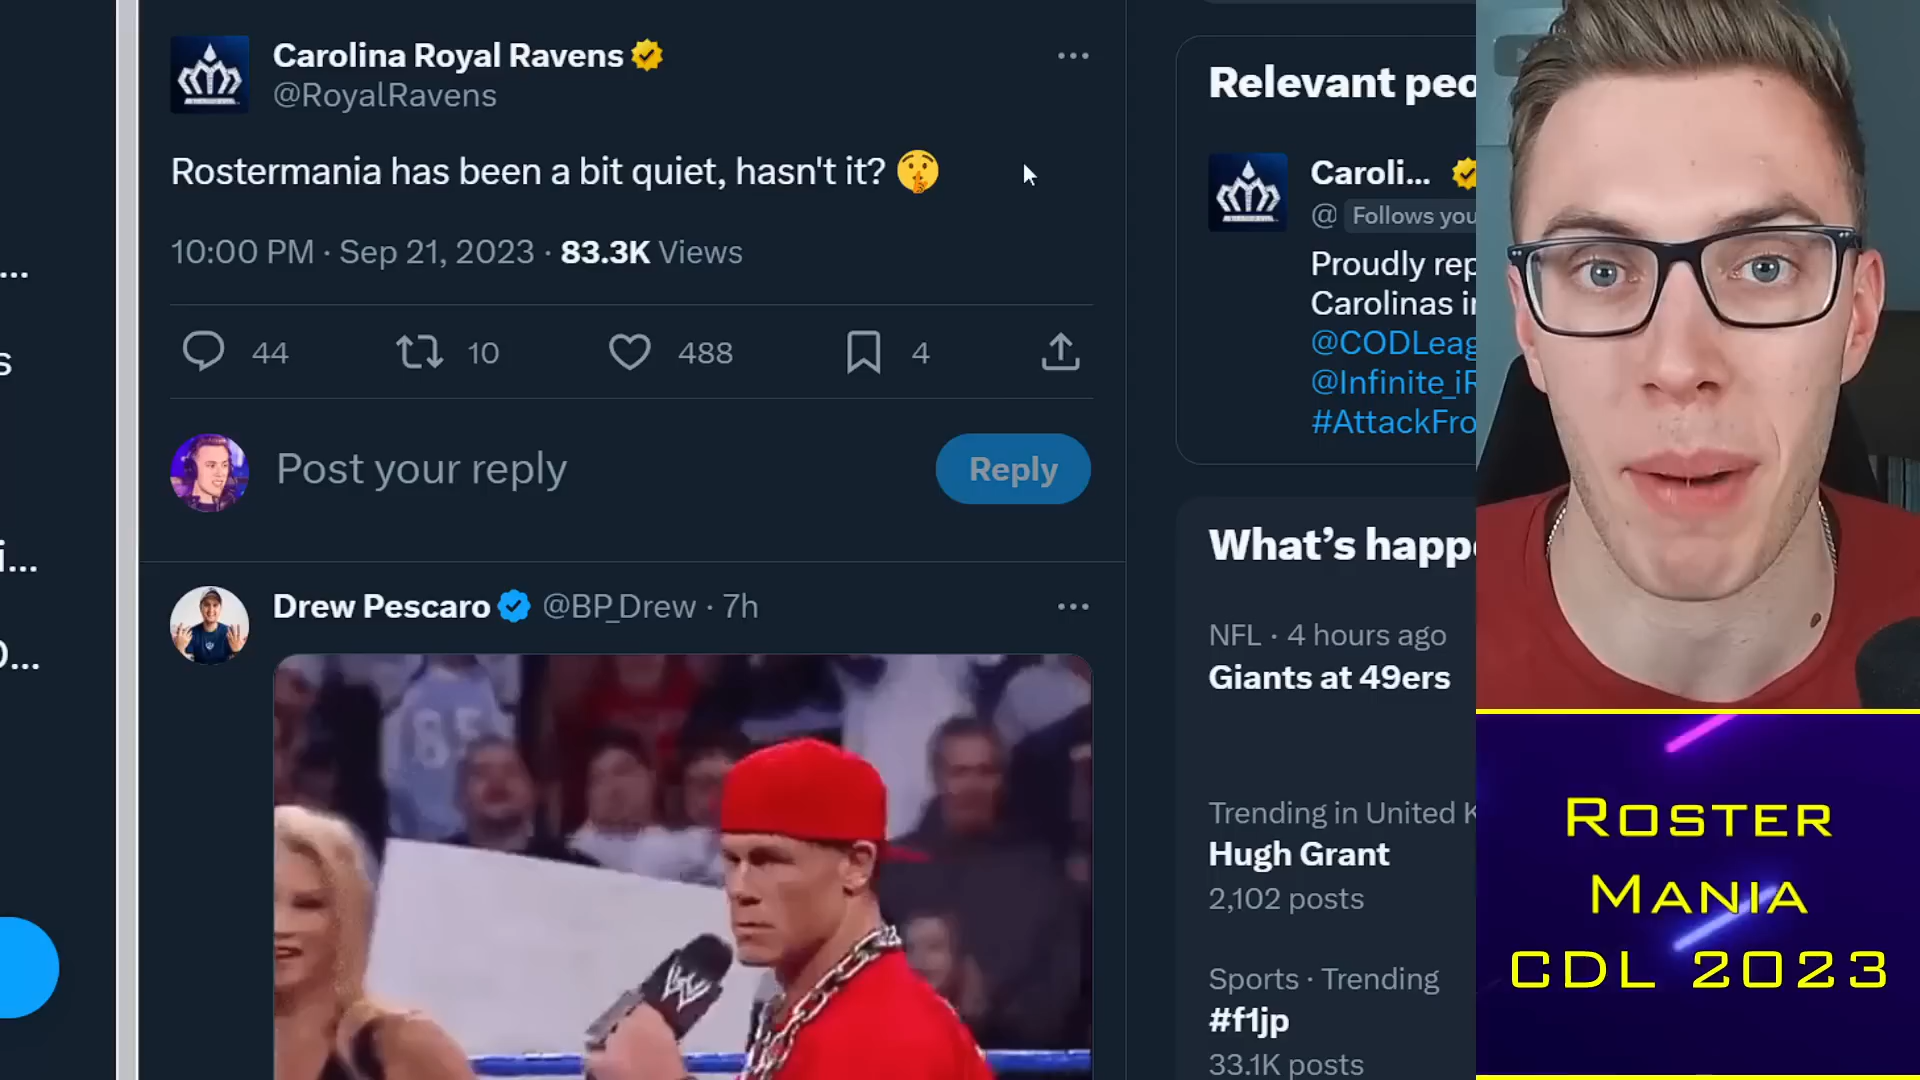 Carolina Royal Ravens
@RoyalRavens
Rostermania has been a bit quiet, hasn't it? 🤫
10:00 PM · Sep 21, 2023 · 83.3K Views
44
10
488
4
Post your reply
Reply
Drew Pescaro @BP_Drew · 7h
85
W
Relevant peo
Caroli...
@ Follows you
Proudly rep
Carolinas i
@CODLeag
@Infinite_iR
#AttackFro
What's happ
NFL · 4 hours ago
Giants at 49ers
Trending in United K
Hugh Grant
2,102 posts
Sports · Trending
#f1jp
33.1K posts
ROSTER
MANIA
CDL 2023
...
s
i...
...